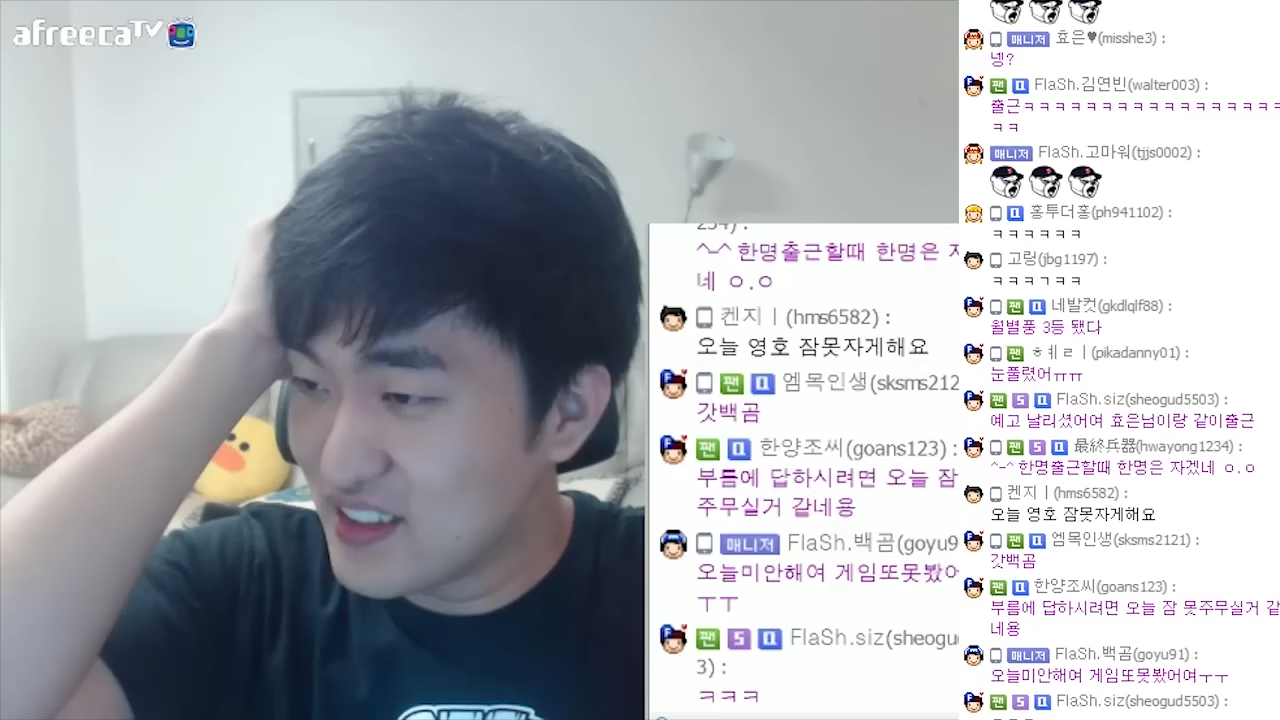 afreecaTV
234) :
^-^ 한명출근할때 한명은 자
네 ㅇ.ㅇ
켄지ㅣ(hms6582) :
오늘 영호 잠못자게해요
팬 엠목인생(sksms212
갓백곰
팬 한양조씨(goans123) :
부름에 답하시려면 오늘 잠
주무실거 같네용
매니저 FlaSh.백곰(goyu9
오늘미안해여 게임또못봤어
ㅜㅜ
팬 S FlaSh.siz(sheogu
3) :
ㅋㅋㅋ
매니저 효은♥(misshe3) :
넹?
팬 FlaSh.김연빈(walter003) :
출근ㅋㅋㅋㅋㅋㅋㅋㅋㅋㅋㅋㅋㅋㅋㅋㅋ
ㅋㅋ
매니저 FlaSh.고마워(tjjs0002) :
홍투더홍(ph941102) :
ㅋㅋㅋㅋㅋㅋ
고렁(jbg1197) :
ㅋㅋㅋㄱㅋㅋ
팬 네발컷(gkdlqlf88) :
월별풍 3등 됐다
팬 ㅎㅖㄹㅣ(pikadanny01) :
눈풀렸어ㅠㅠ
팬 S FlaSh.siz(sheogud5503) :
예고 날리셨어여 효은님이랑 같이출근
팬 S 最終兵器(hwayong1234) :
^-^ 한명출근할때 한명은 자겠네 ㅇ.ㅇ
켄지ㅣ(hms6582) :
오늘 영호 잠못자게해요
팬 엠목인생(sksms2121) :
갓백곰
팬 한양조씨(goans123) :
부름에 답하시려면 오늘 잠 못주무실거 같
네용
매니저 FlaSh.백곰(goyu91) :
오늘미안해여 게임또못봤어여ㅜㅜ
팬 S FlaSh.siz(sheogud5503) :